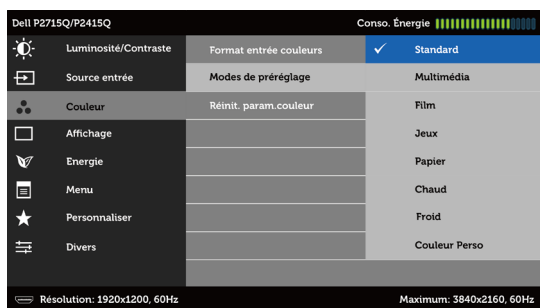 Dell P2715Q/P2415Q
Conso. Énergie
Luminosité/Contraste
Format entrée couleurs
Standard
Source entrée
Modes de préréglage
Multimédia
Couleur
Réinit. param.couleur
Film
Affichage
Jeux
Energie
Papier
Menu
Chaud
Personnaliser
Froid
Divers
Couleur Perso
Résolution: 1920x1200, 60Hz
Maximum: 3840x2160, 60Hz